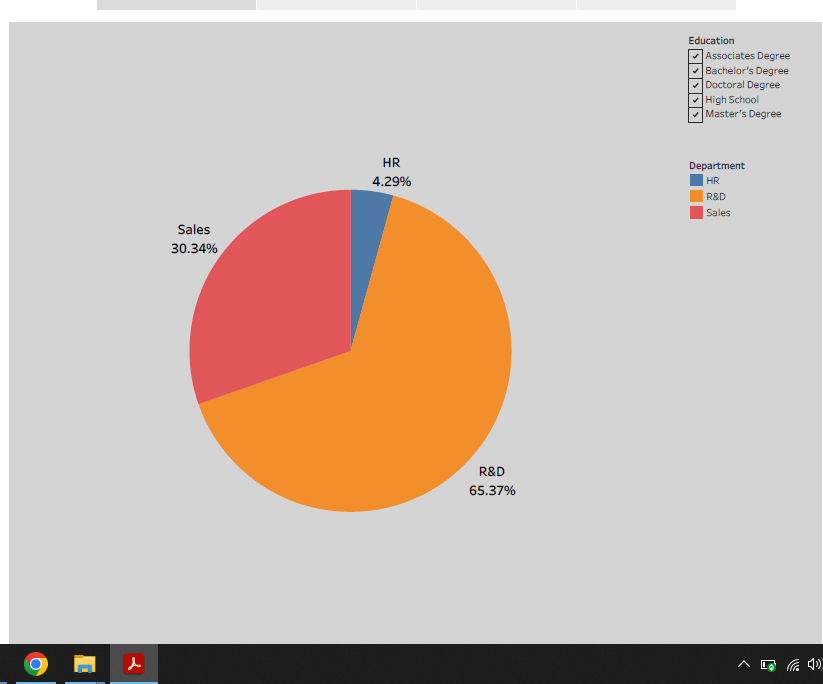 Education
Associates Degree
Bachelor's Degree
Doctoral Degree
High School
Master's Degree
Department
HR
R&D
Sales
HR
4.29%
Sales
30.34%
R&D
65.37%